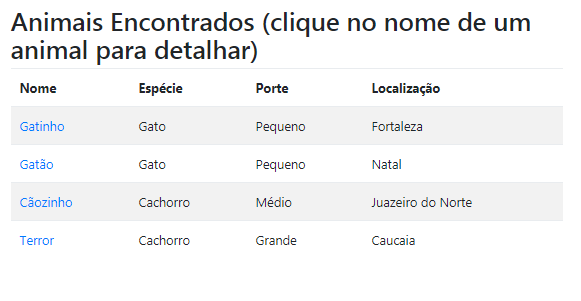 Animais Encontrados (clique no nome de um
animal para detalhar)
Nome Espécie Porte Localização
Gatinho Gato Pequeno Fortaleza
Gatão Gato Pequeno Natal
Cãozinho Cachorro Médio Juazeiro do Norte
Terror Cachorro Grande Caucaia